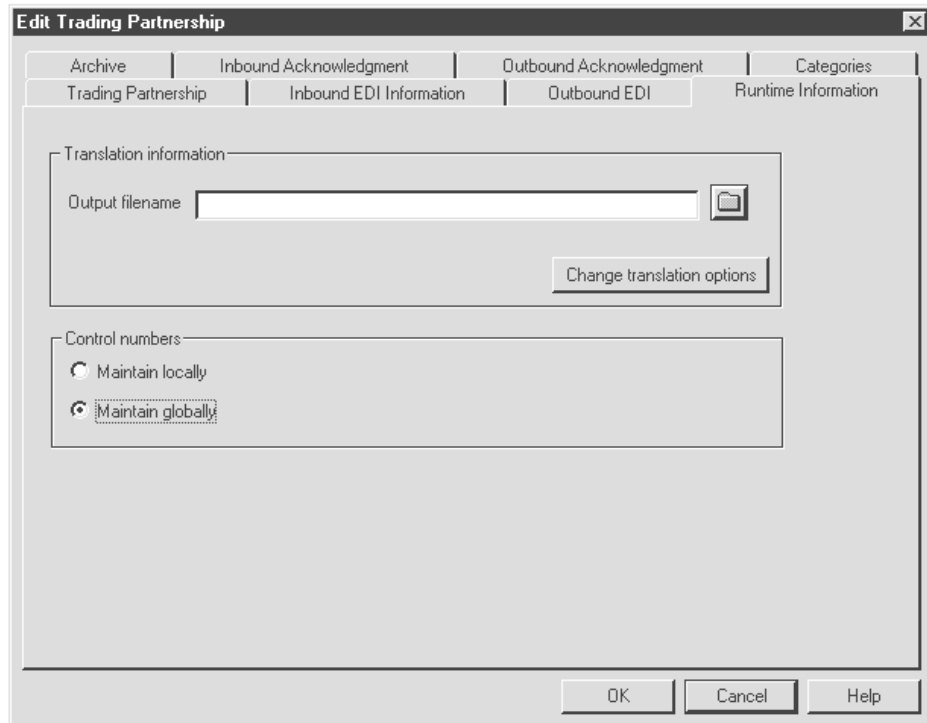 Edit Trading Partnership
Archive Inbound Acknowledgment Outbound Acknowledgment Categories
Trading Partnership Inbound EDI Information Outbound EDI Runtime Information
Translation information
Output filename
Change translation options
Control numbers
Maintain locally
Maintain globally
OK Cancel Help